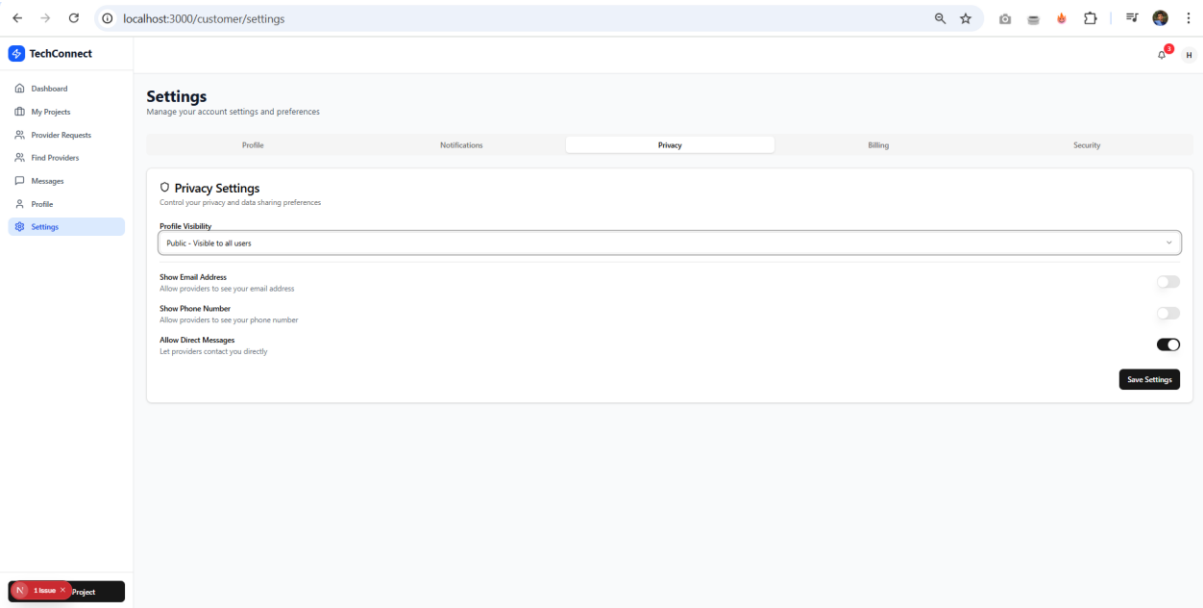 localhost:3000/customer/settings
TechConnect
3
H
Dashboard
My Projects
Provider Requests
Find Providers
Messages
Profile
Settings
Settings
Manage your account settings and preferences
Profile
Notifications
Privacy
Billing
Security
Privacy Settings
Control your privacy and data sharing preferences
Profile Visibility
Public - Visible to all users
Show Email Address
Allow providers to see your email address
Show Phone Number
Allow providers to see your phone number
Allow Direct Messages
Let providers contact you directly
Save Settings
N 1 Issue × Project